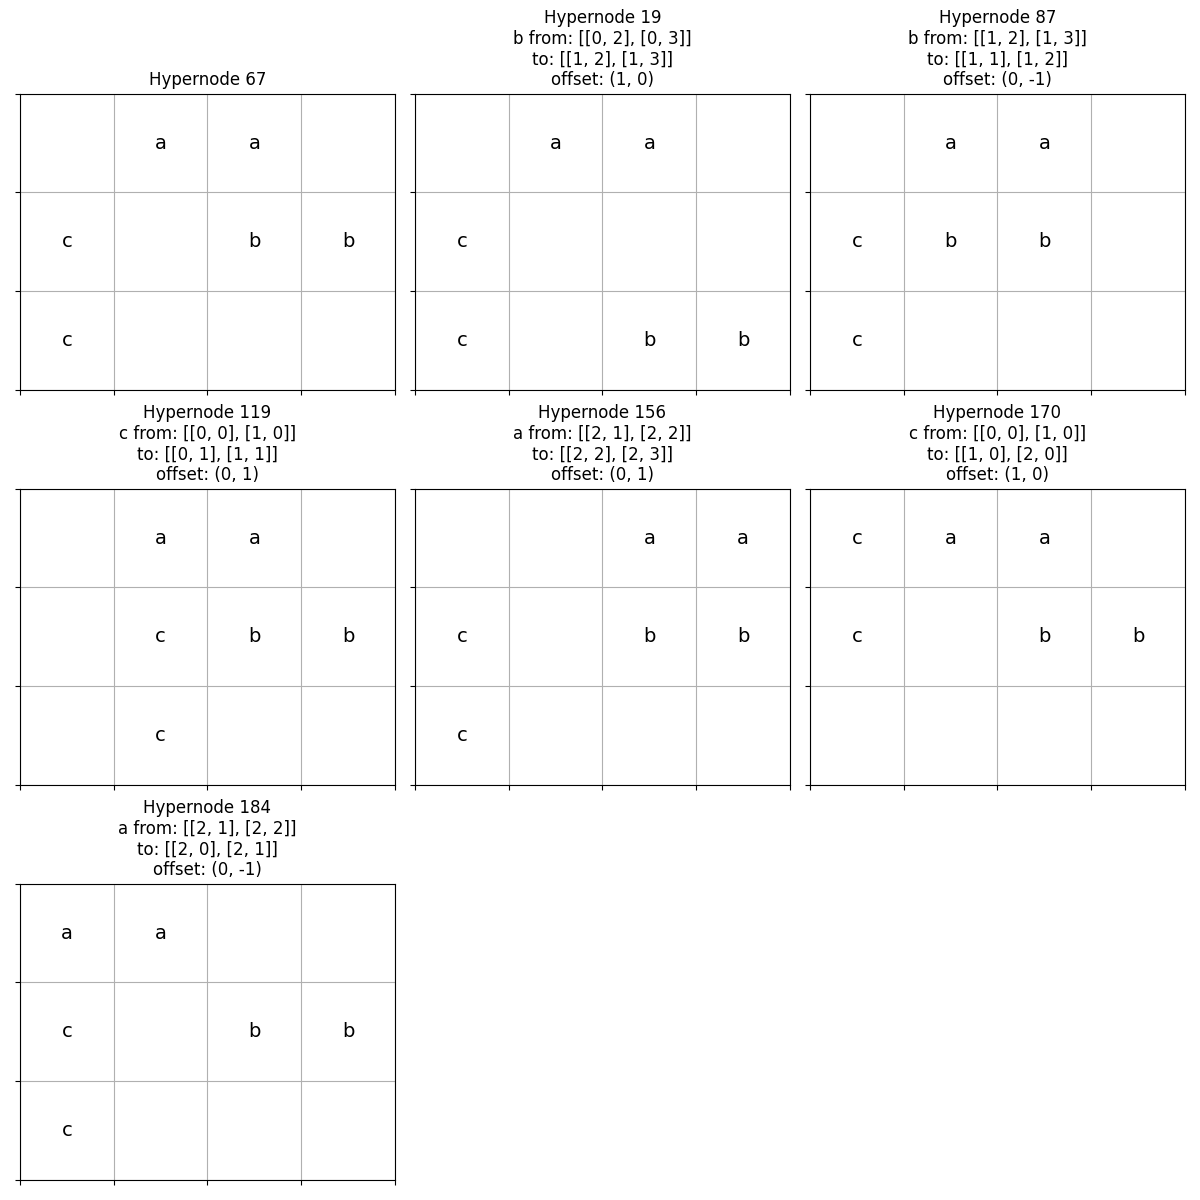 Hypernode 67
a a
c b b
c
Hypernode 19
b from: [[0, 2], [0, 3]]
to: [[1, 2], [1, 3]]
offset: (1, 0)
a a
c
c b b
Hypernode 87
b from: [[1, 2], [1, 3]]
to: [[1, 1], [1, 2]]
offset: (0, -1)
a a
c b b
c
Hypernode 119
c from: [[0, 0], [1, 0]]
to: [[0, 1], [1, 1]]
offset: (0, 1)
a a
c b b
c
Hypernode 156
a from: [[2, 1], [2, 2]]
to: [[2, 2], [2, 3]]
offset: (0, 1)
a a
c b b
c
Hypernode 170
c from: [[0, 0], [1, 0]]
to: [[1, 0], [2, 0]]
offset: (1, 0)
c a a
c b b
Hypernode 184
a from: [[2, 1], [2, 2]]
to: [[2, 0], [2, 1]]
offset: (0, -1)
a a
c b b
c